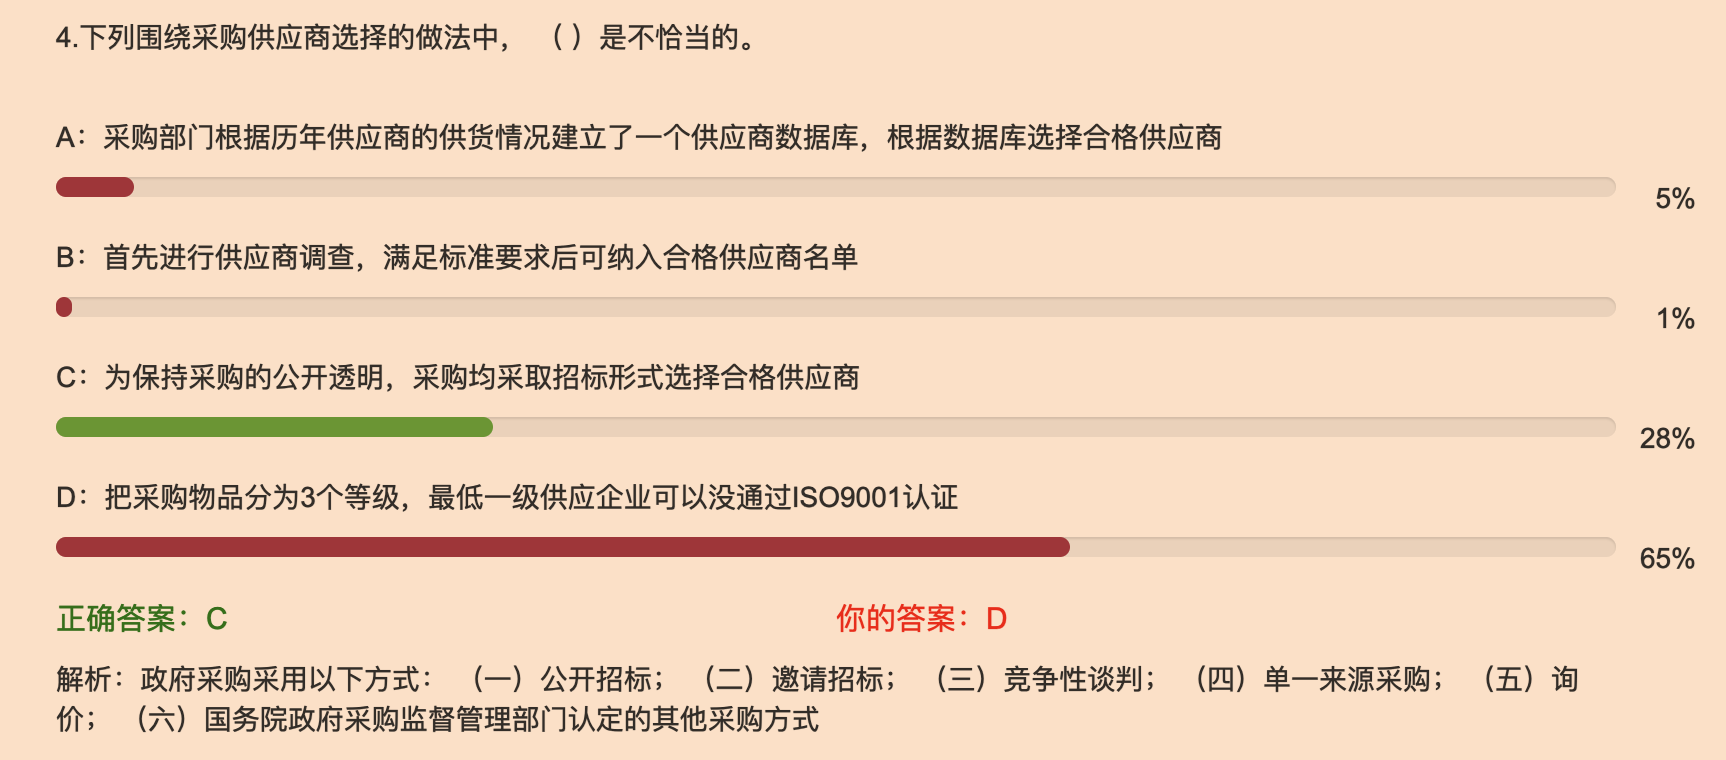 4.下列围绕采购供应商选择的做法中， （ ）是不恰当的。
A：采购部门根据历年供应商的供货情况建立了一个供应商数据库，根据数据库选择合格供应商
5%
B：首先进行供应商调查，满足标准要求后可纳入合格供应商名单
1%
C：为保持采购的公开透明，采购均采取招标形式选择合格供应商
28%
D：把采购物品分为3个等级，最低一级供应企业可以没通过ISO9001认证
65%
正确答案：C 你的答案：D
解析：政府采购采用以下方式： （一）公开招标； （二）邀请招标； （三）竞争性谈判； （四）单一来源采购； （五）询
价； （六）国务院政府采购监督管理部门认定的其他采购方式